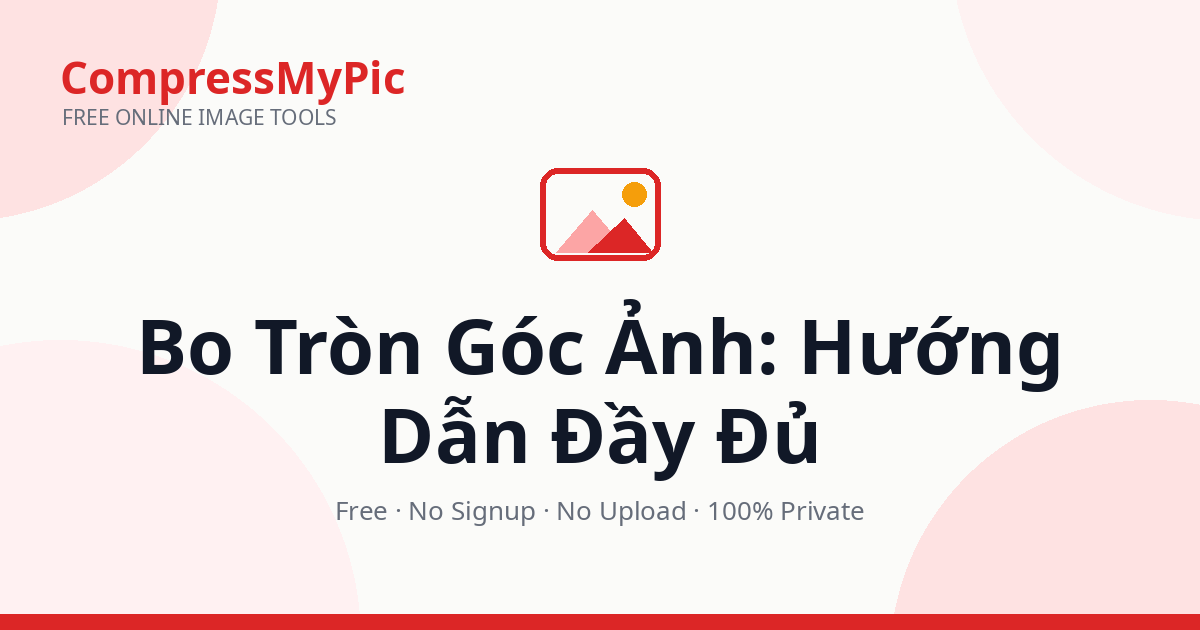 CompressMyPic
FREE ONLINE IMAGE TOOLS
Bo Tròn Góc Ảnh: Hướng
Dẫn Đầy Đủ
Free · No Signup · No Upload · 100% Private